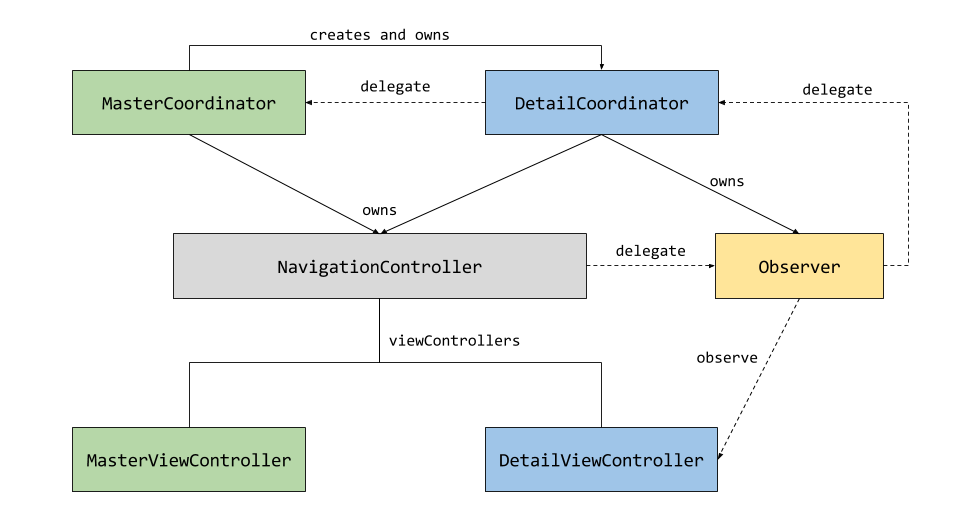 creates and owns
delegate
delegate
MasterCoordinator
DetailCoordinator
owns
owns
delegate
NavigationController
Observer
viewControllers
observe
MasterViewController
DetailViewController